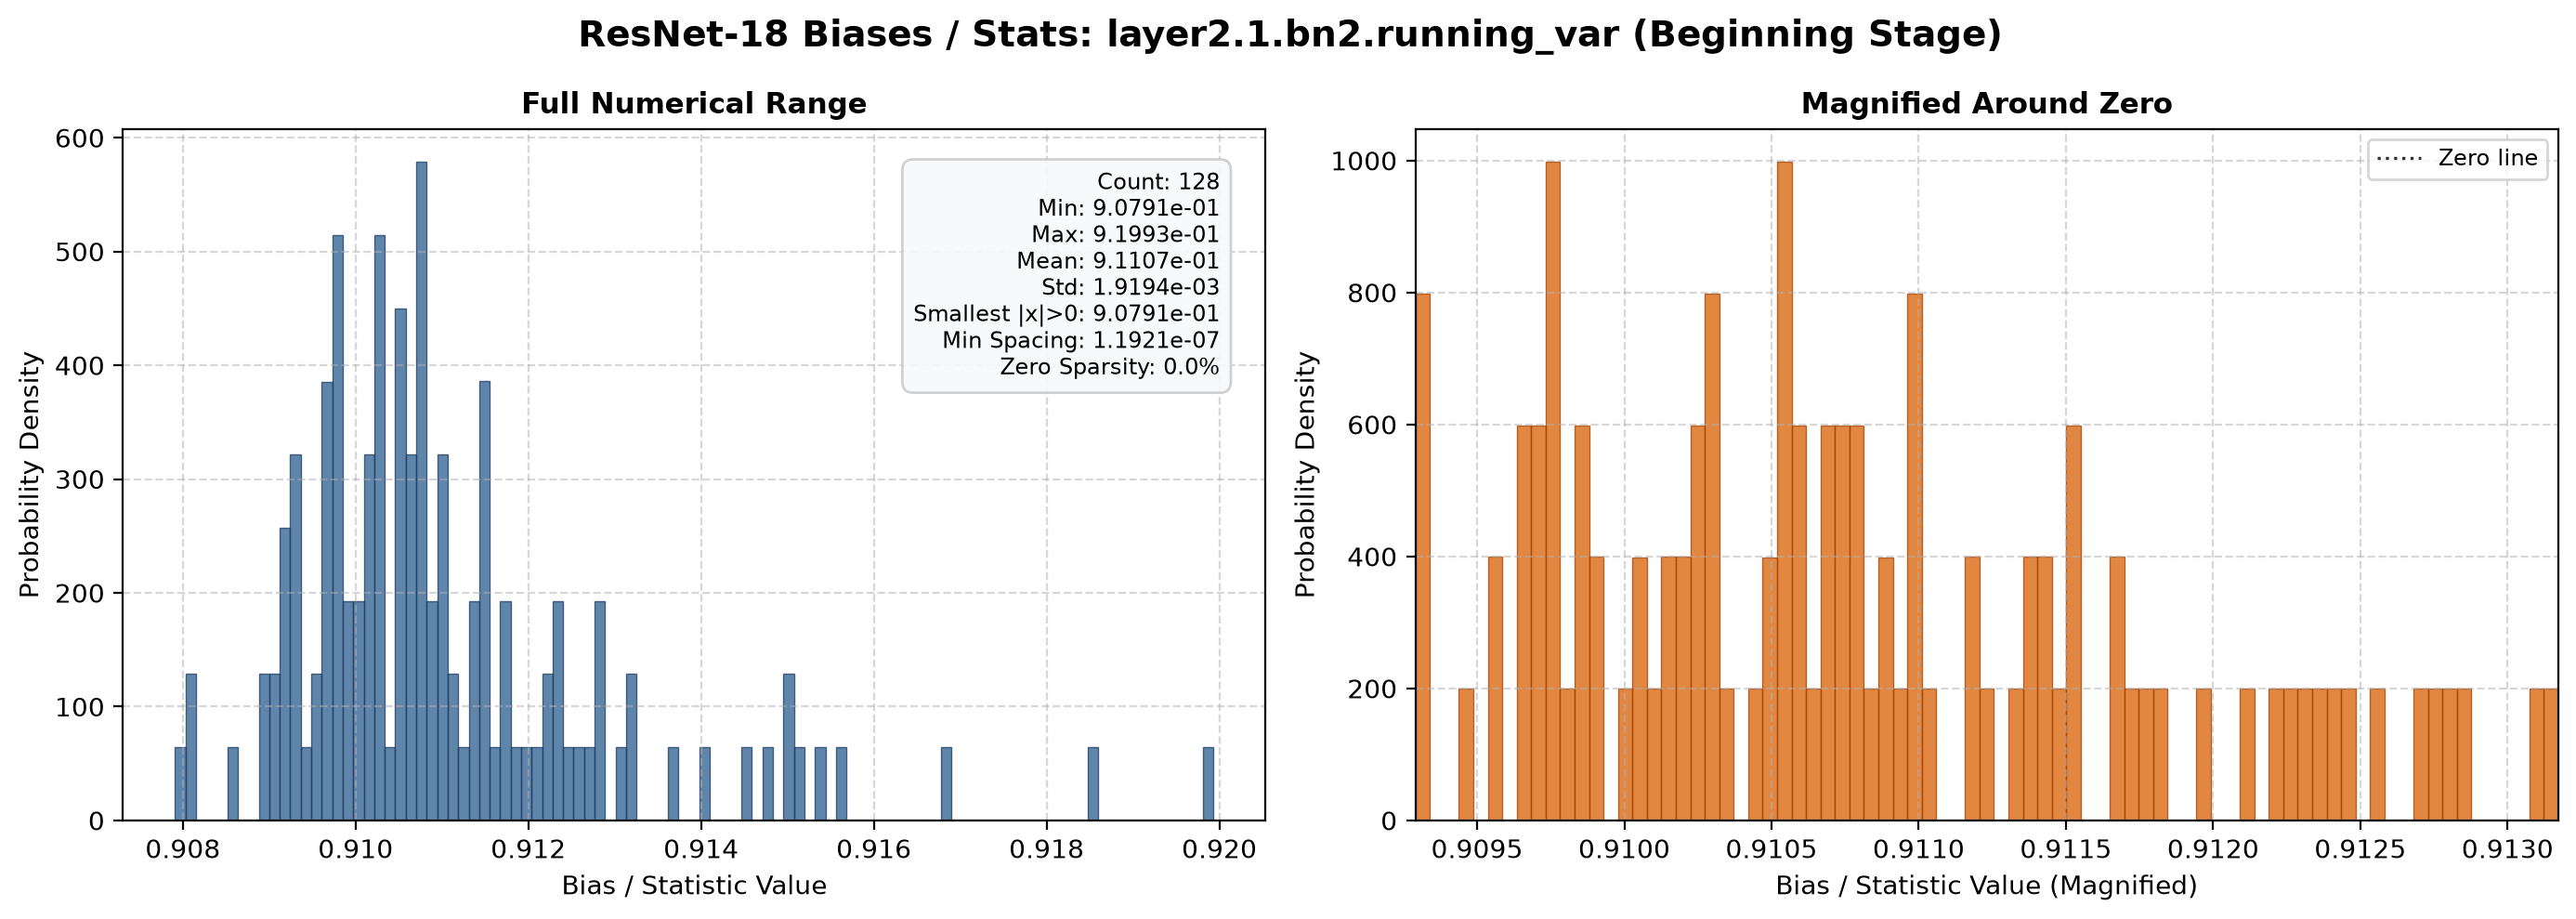 ResNet-18 Biases / Stats: layer2.1.bn2.running_var (Beginning Stage)
Full Numerical Range
Probability Density
600
500
400
300
200
100
0
Count: 128
Min: 9.0791e-01
Max: 9.1993e-01
Mean: 9.1107e-01
Std: 1.9194e-03
Smallest |x|>0: 9.0791e-01
Min Spacing: 1.1921e-07
Zero Sparsity: 0.0%
0.908 0.910 0.912 0.914 0.916 0.918 0.920
Bias / Statistic Value
Magnified Around Zero
Probability Density
1000
800
600
400
200
0
Zero line
0.9095 0.9100 0.9105 0.9110 0.9115 0.9120 0.9125 0.9130
Bias / Statistic Value (Magnified)